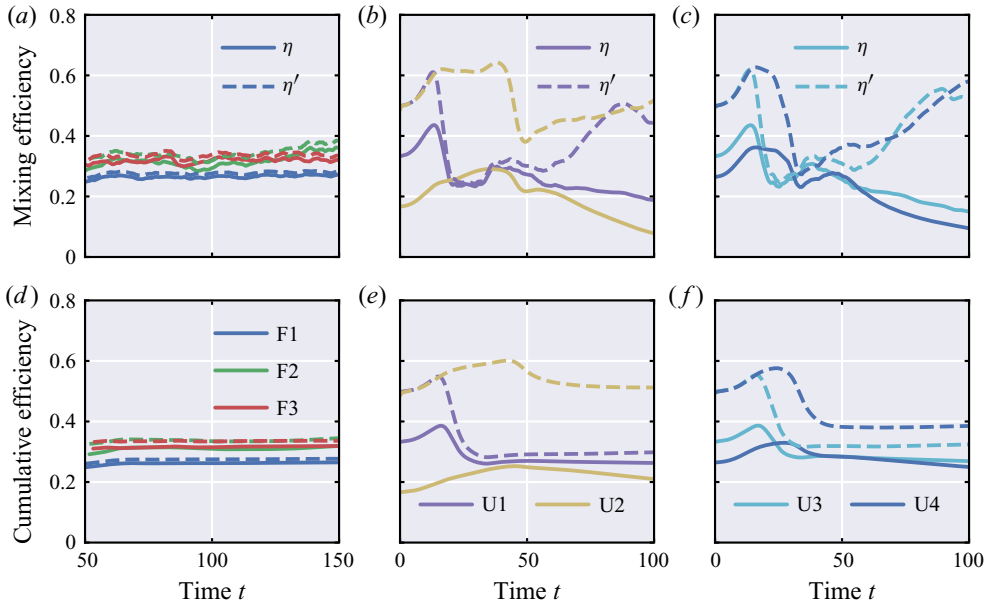 (a)
(b)
(c)
Mixing efficiency
0.8
0.6
0.4
0.2
0
η
η′
η
η′
η
η′
(d)
(e)
(f)
Cumulative efficiency
0.8
0.6
0.4
0.2
0
F1
F2
F3
U1
U2
U3
U4
50
100
150
0
50
100
0
50
100
Time t
Time t
Time t